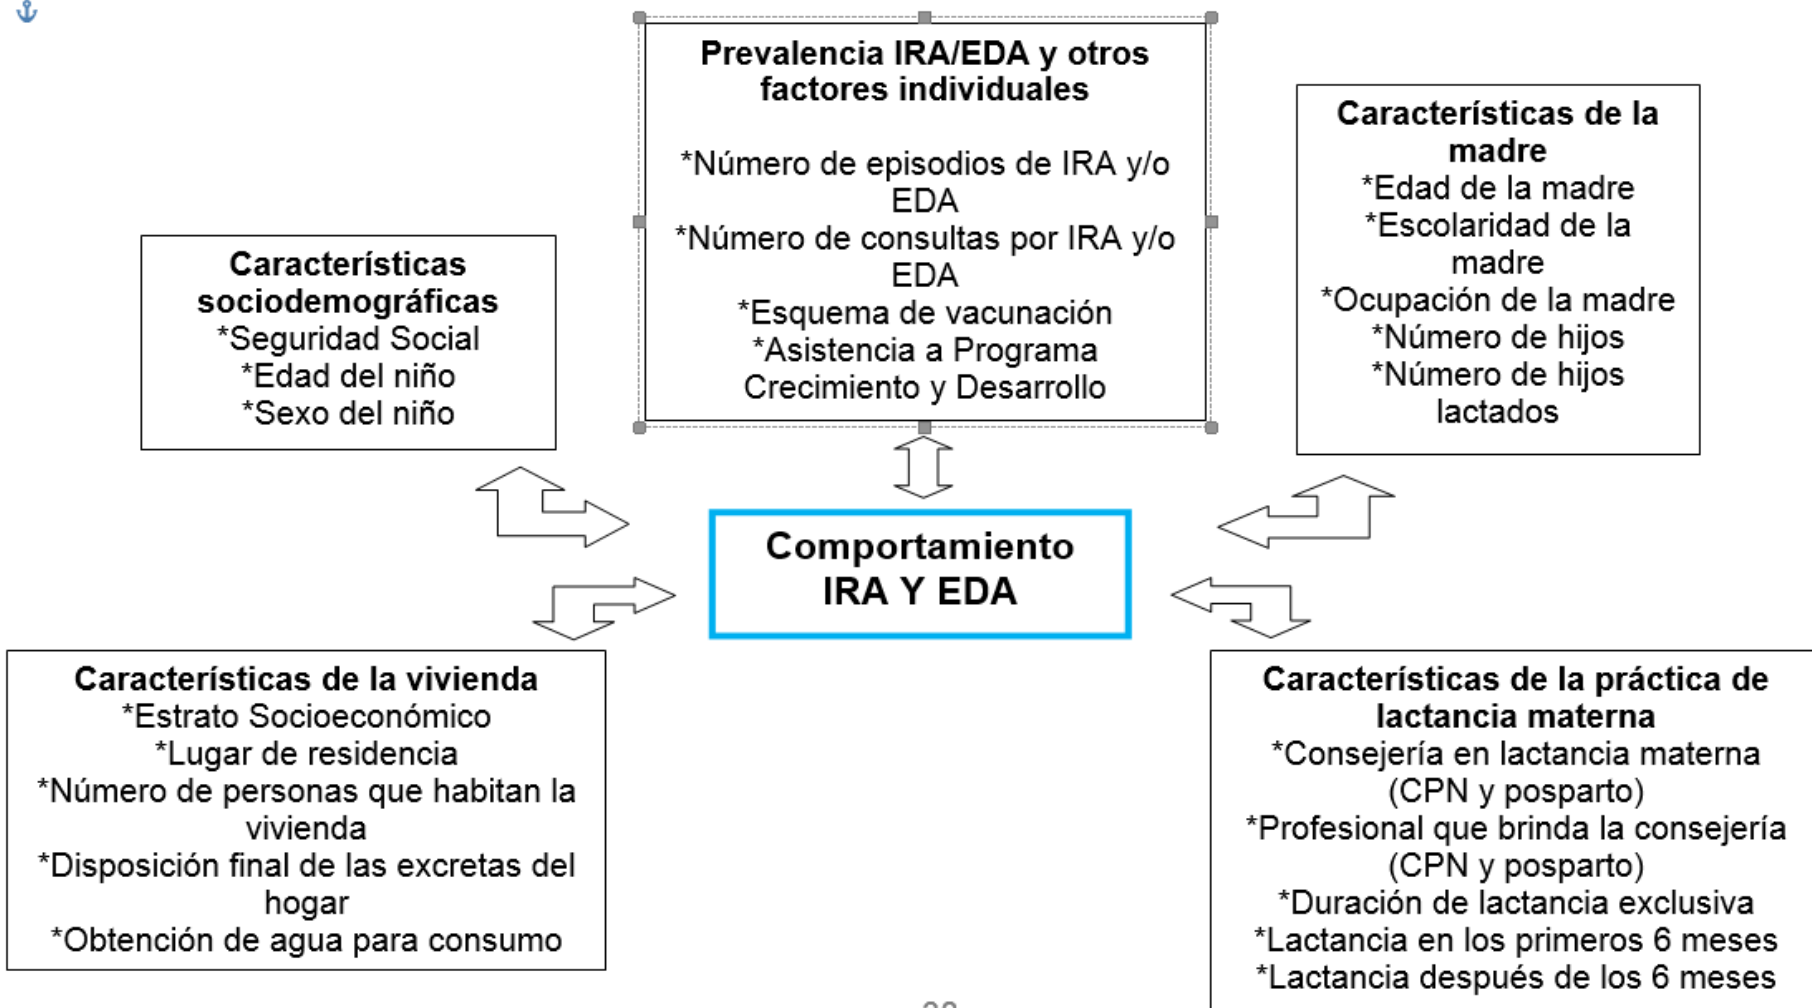 Prevalencia IRA/EDA y otros
factores individuales
*Número de episodios de IRA y/o
EDA
*Número de consultas por IRA y/o
EDA
*Esquema de vacunación
*Asistencia a Programa
Crecimiento y Desarrollo
Características de la
madre
*Edad de la madre
*Escolaridad de la
madre
*Ocupación de la madre
*Número de hijos
*Número de hijos
lactados
Características
sociodemográficas
*Seguridad Social
*Edad del niño
*Sexo del niño
Comportamiento
IRA Y EDA
Características de la vivienda
*Estrato Socioeconómico
*Lugar de residencia
*Número de personas que habitan la
vivienda
*Disposición final de las excretas del
hogar
*Obtención de agua para consumo
Características de la práctica de
lactancia materna
*Consejería en lactancia materna
(CPN y posparto)
*Profesional que brinda la consejería
(CPN y posparto)
*Duración de lactancia exclusiva
*Lactancia en los primeros 6 meses
*Lactancia después de los 6 meses